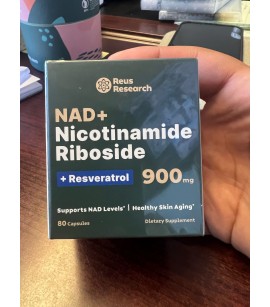 Reus
Research
NAD+
Nicotinamide
Riboside
+ Resveratrol 900mg
Supports NAD Levels* | Healthy Skin Aging*
80 Capsules Dietary Supplement